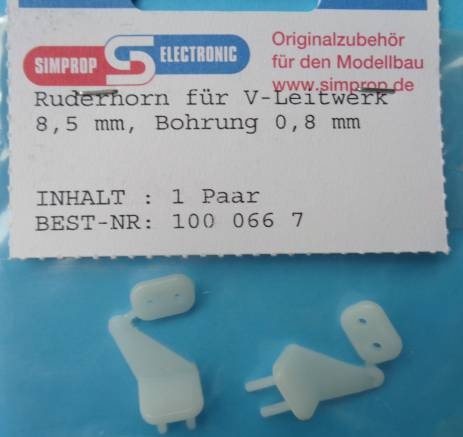 SIMPROP S ELECTRONIC
Originalzubehör
für den Modellbau
www.simprop.de
Ruderhorn für V-Leitwerk
8,5 mm, Bohrung 0,8 mm
INHALT : 1 Paar
BEST-NR: 100 066 7